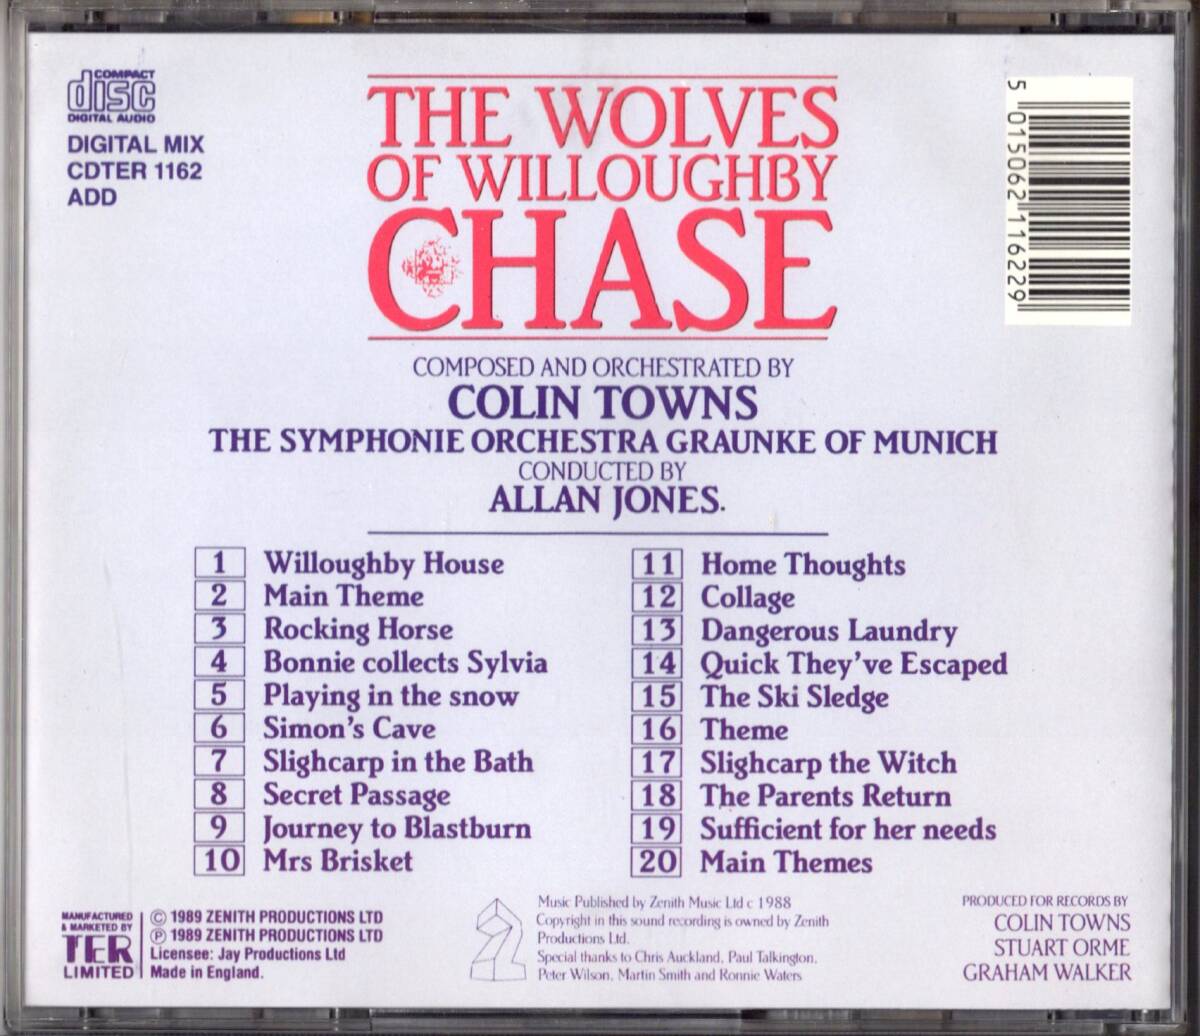 COMPACT
disc
DIGITAL AUDIO
DIGITAL MIX
CDTER 1162
ADD
THE WOLVES
OF WILLOUGHBY
CHASE
5 015062 116229
COMPOSED AND ORCHESTRATED BY
COLIN TOWNS
THE SYMPHONIE ORCHESTRA GRAUNKE OF MUNICH
CONDUCTED BY
ALLAN JONES.
1 Willoughby House
2 Main Theme
3 Rocking Horse
4 Bonnie collects Sylvia
5 Playing in the snow
6 Simon's Cave
7 Slighcarp in the Bath
8 Secret Passage
9 Journey to Blastburn
10 Mrs Brisket
11 Home Thoughts
12 Collage
13 Dangerous Laundry
14 Quick They've Escaped
15 The Ski Sledge
16 Theme
17 Slighcarp the Witch
18 The Parents Return
19 Sufficient for her needs
20 Main Themes
MANUFACTURED
& MARKETED BY
TER
LIMITED
© 1989 ZENITH PRODUCTIONS LTD
℗ 1989 ZENITH PRODUCTIONS LTD
Licensee: Jay Productions Ltd
Made in England.
Music Published by Zenith Music Ltd c 1988
Copyright in this sound recording is owned by Zenith
Productions Ltd.
Special thanks to Chris Auckland, Paul Talkington,
Peter Wilson, Martin Smith and Ronnie Waters
PRODUCED FOR RECORDS BY
COLIN TOWNS
STUART ORME
GRAHAM WALKER